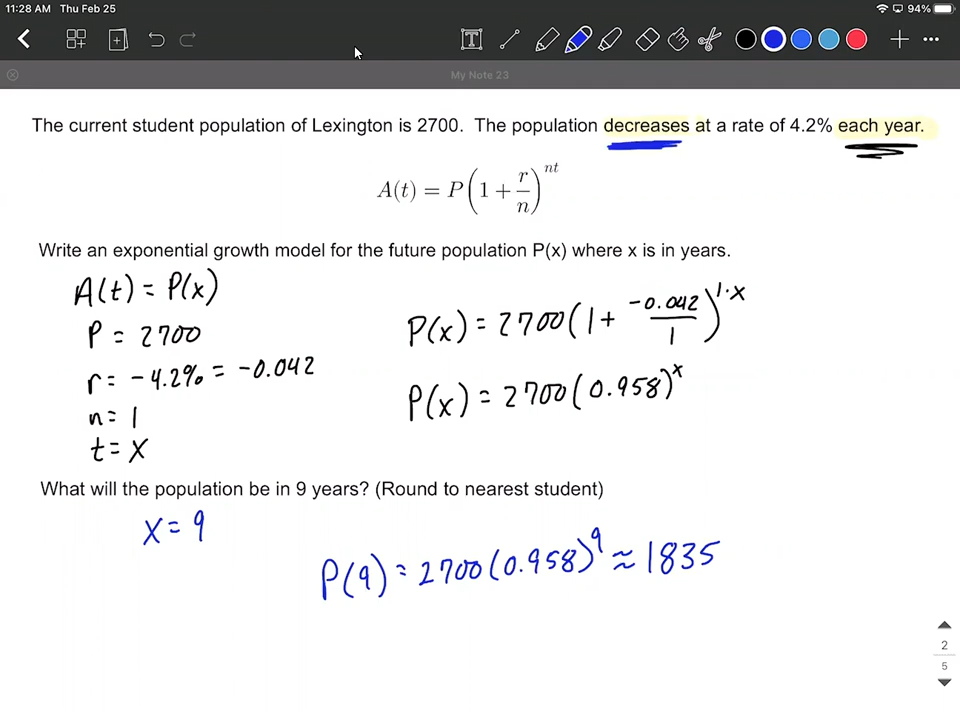 11:28 AM Thu Feb 25
94%
My Note 23
The current student population of Lexington is 2700. The population decreases at a rate of 4.2% each year.
A(t) = P(1 + r/n)^nt
Write an exponential growth model for the future population P(x) where x is in years.
A(t) = P(x)
P = 2700
r = -4.2% = -0.042
n = 1
t = x
P(x) = 2700(1 + -0.042/1)^1·x
P(x) = 2700(0.958)^x
What will the population be in 9 years? (Round to nearest student)
x = 9
P(9) = 2700(0.958)^9 ≈ 1835
2
5